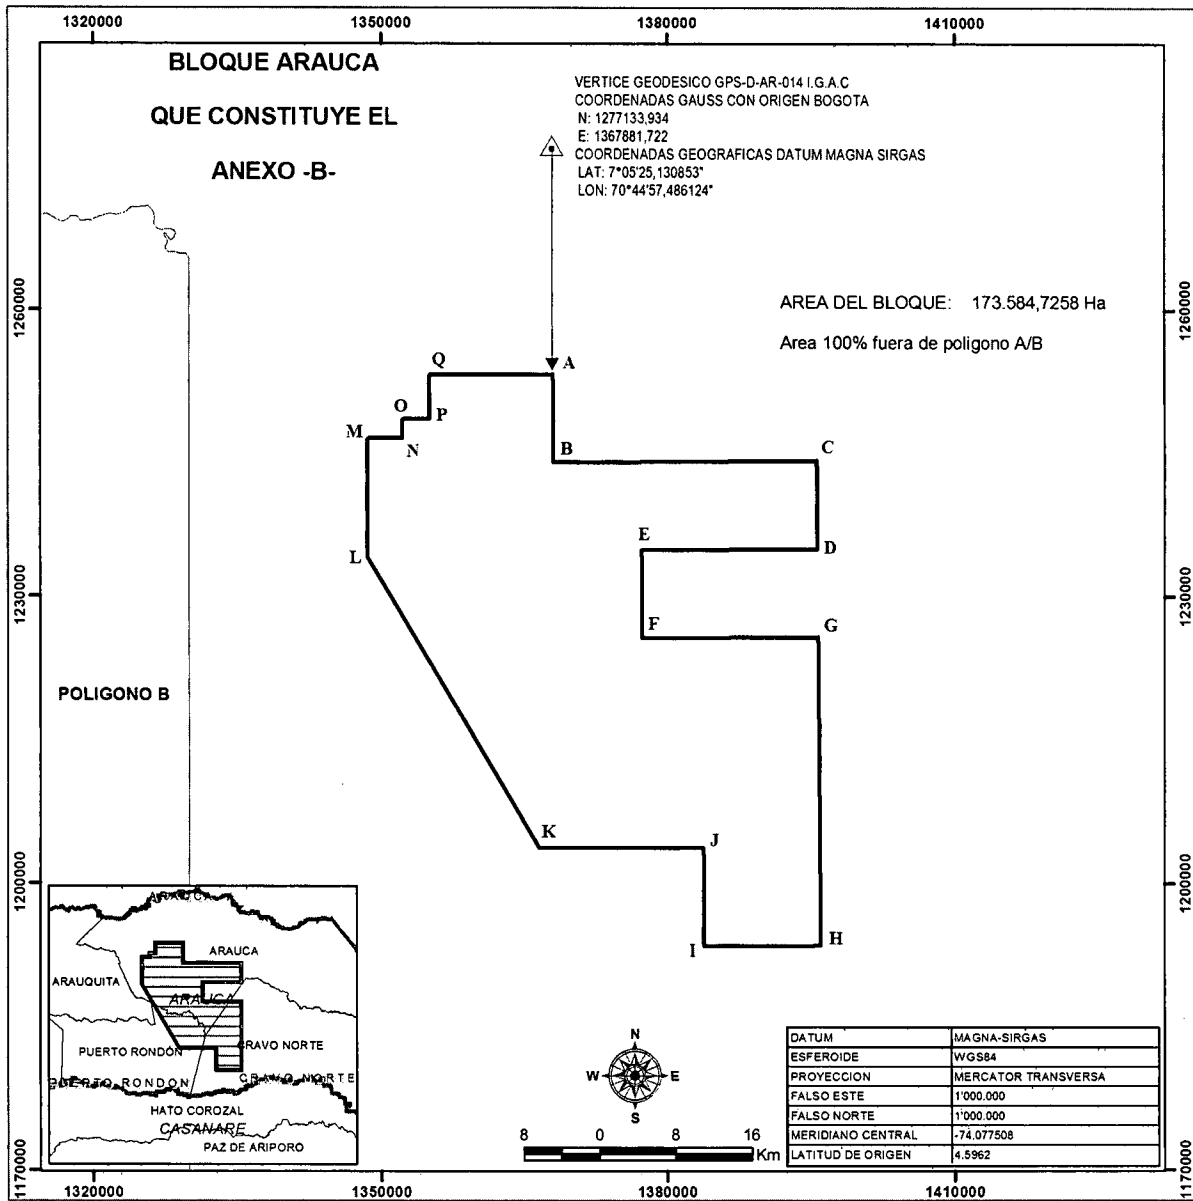 1320000
1350000
1380000
1410000
BLOQUE ARAUCA
QUE CONSTITUYE EL
ANEXO -B-
VERTICE GEODESICO GPS-D-AR-014 I.G.A.C
COORDENADAS GAUSS CON ORIGEN BOGOTA
N: 1277133,934
E: 1367881,722
COORDENADAS GEOGRAFICAS DATUM MAGNA SIRGAS
LAT: 7°05'25,130853"
LON: 70°44'57,486124"
1260000
1260000
AREA DEL BLOQUE: 173.584,7258 Ha
Area 100% fuera de poligono A/B
Q
A
O
P
M
N
B
C
L
E
D
1230000
1230000
F
G
POLIGONO B
K
J
1200000
1200000
I
H
ARAUCA
ARAUCA
ARAUQUITA
ARAUCA
PUERTO RONDÓN
CRAVO NORTE
PUERTO RONDON
CRAVO NORTE
HATO COROZAL
CASANARE
PAZ DE ARIPORO
N
W
E
S
8 0 8 16
Km
DATUM MAGNA-SIRGAS
ESFEROIDE WGS84
PROYECCION MERCATOR TRANSVERSA
FALSO ESTE 1'000.000
FALSO NORTE 1'000.000
MERIDIANO CENTRAL -74.077508
LATITUD DE ORIGEN 4.5962
1170000
1170000
1320000
1350000
1380000
1410000